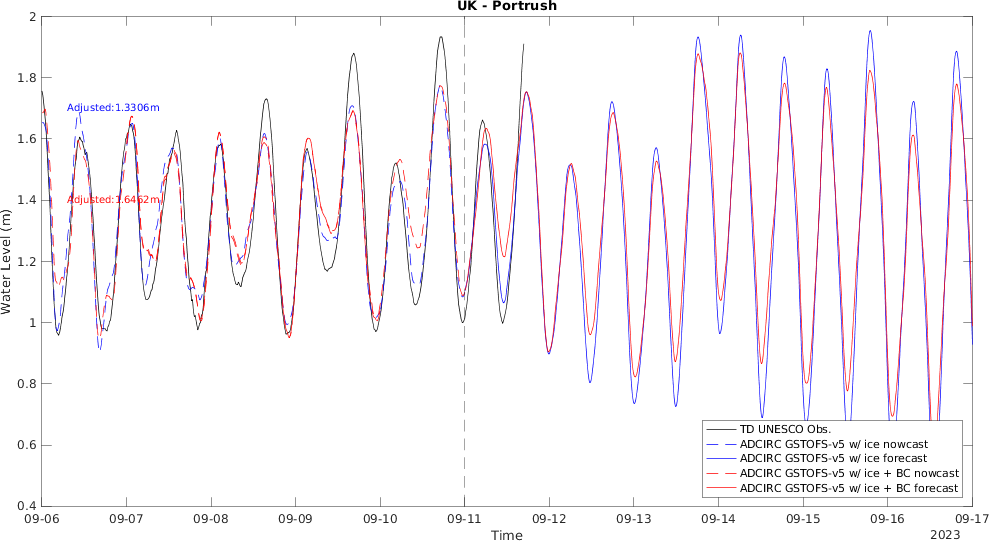 UK - Portrush
2
1.8
1.6
1.4
1.2
1
0.8
0.6
0.4
Water Level (m)
Adjusted:1.3306m
Adjusted:1.6462m
TD UNESCO Obs.
ADCIRC GSTOFS-v5 w/ ice nowcast
ADCIRC GSTOFS-v5 w/ ice forecast
ADCIRC GSTOFS-v5 w/ ice + BC nowcast
ADCIRC GSTOFS-v5 w/ ice + BC forecast
09-06 09-07 09-08 09-09 09-10 09-11 09-12 09-13 09-14 09-15 09-16 09-17
Time
2023